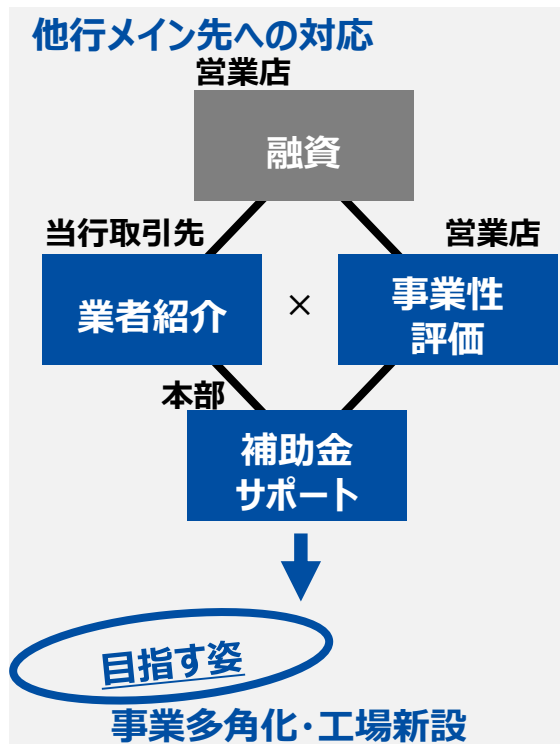 他行メイン先への対応
営業店
融資
当行取引先
営業店
業者紹介
×
事業性
評価
本部
補助金
サポート
目指す姿
事業多角化・工場新設